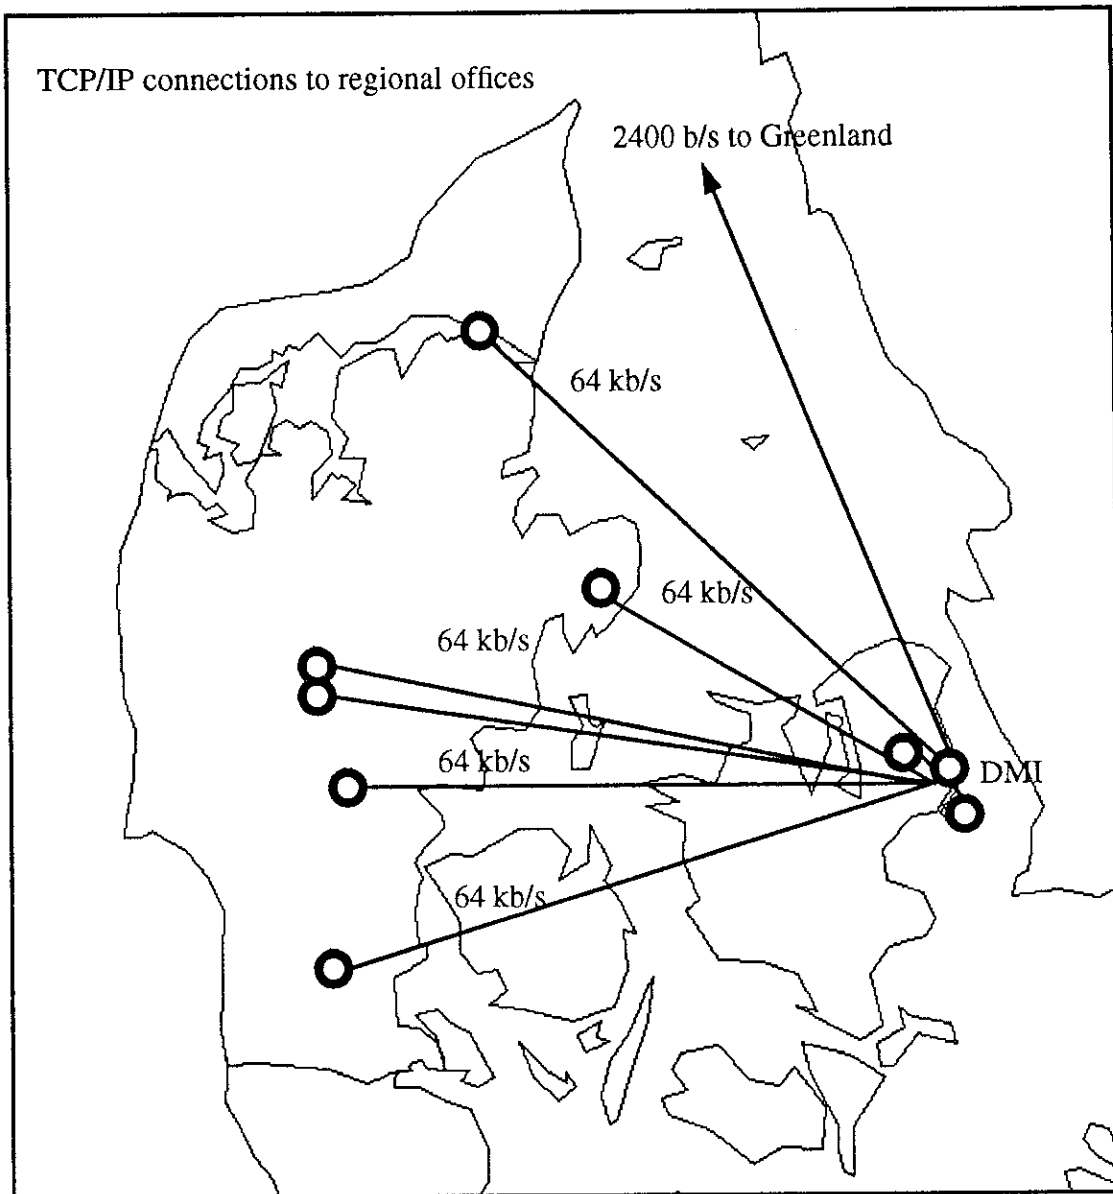 TCP/IP connections to regional offices
2400 b/s to Greenland
64 kb/s
64 kb/s
64 kb/s
64 kb/s
DMI
64 kb/s